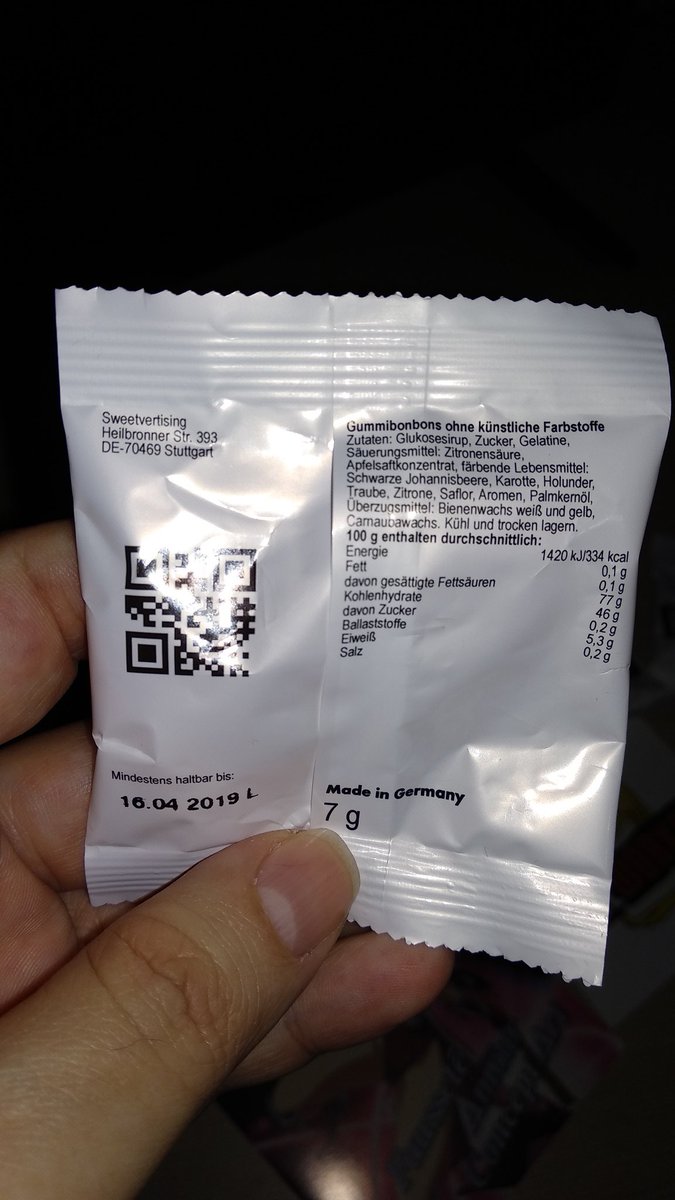 Sweetvertising
Heilbronner Str. 393
DE-70469 Stuttgart
Mindestens haltbar bis:
16.04 2019 L
Gummibonbons ohne künstliche Farbstoffe
Zutaten: Glukosesirup, Zucker, Gelatine,
Säuerungsmittel: Zitronensäure,
Apfelsaftkonzentrat, färbende Lebensmittel:
Schwarze Johannisbeere, Karotte, Holunder,
Traube, Zitrone, Saflor, Aromen, Palmkernöl,
Überzugsmittel: Bienenwachs weiß und gelb,
Carnaubawachs. Kühl und trocken lagern.
100 g enthalten durchschnittlich:
Energie 1420 kJ/334 kcal
Fett 0,1 g
davon gesättigte Fettsäuren 0,1 g
Kohlenhydrate 77 g
davon Zucker 46 g
Ballaststoffe 0,2 g
Eiweiß 5,3 g
Salz 0,2 g
Made in Germany
7 g